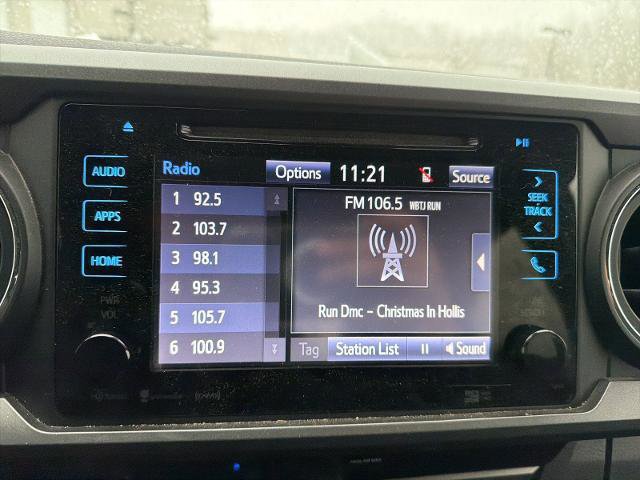 Radio
Options
11:21
Source
AUDIO
APPS
HOME
PWR
VOL
1 92.5
2 103.7
3 98.1
4 95.3
5 105.7
6 100.9
FM 106.5 WBTJ RUN
Run Dmc - Christmas In Hollis
Tag
Station List
Sound
SEEK
TRACK